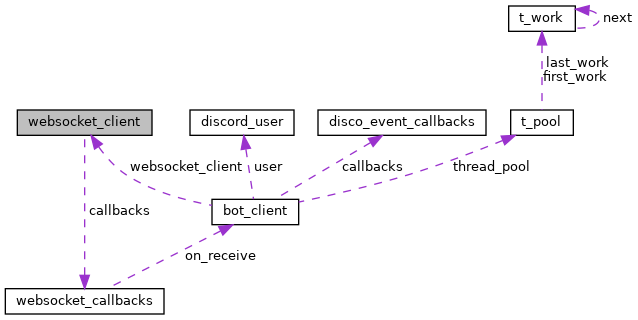 t_work
next
last_work
first_work
websocket_client
discord_user
disco_event_callbacks
t_pool
websocket_client
user
callbacks
thread_pool
callbacks
bot_client
on_receive
websocket_callbacks